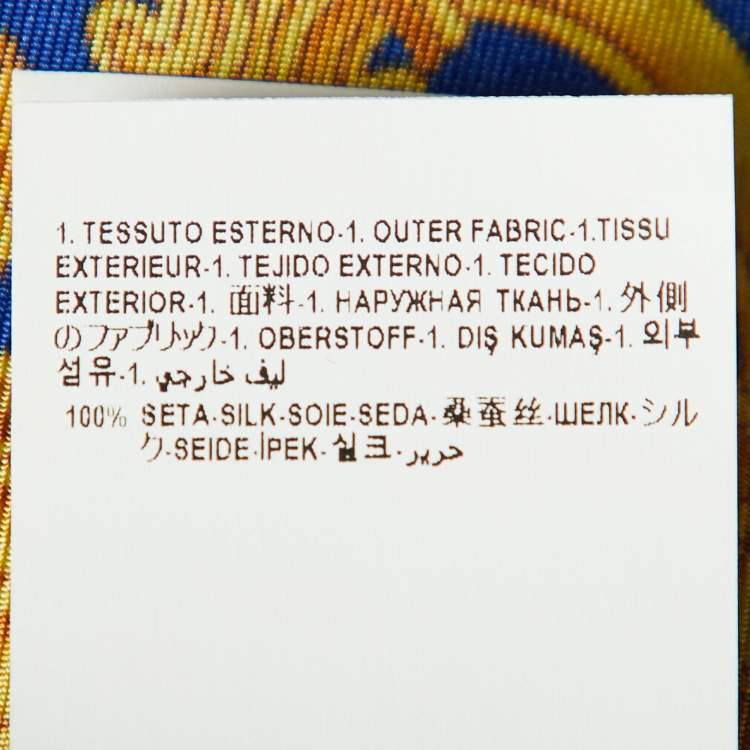 1. TESSUTO ESTERNO-1. OUTER FABRIC-1.TISSU
EXTERIEUR-1. TEJIDO EXTERNO-1. TECIDO
EXTERIOR-1. 面料-1. НАРУЖНАЯ ТКАНЬ-1. 外側
のファブリック-1. OBERSTOFF-1. DIŞ KUMAŞ-1. 외부
섬유-1. ليف خارجي
100% SETA-SILK-SOIE-SEDA-桑蚕丝-ШЕЛК-シル
ク-SEIDE-İPEK-실크-حرير